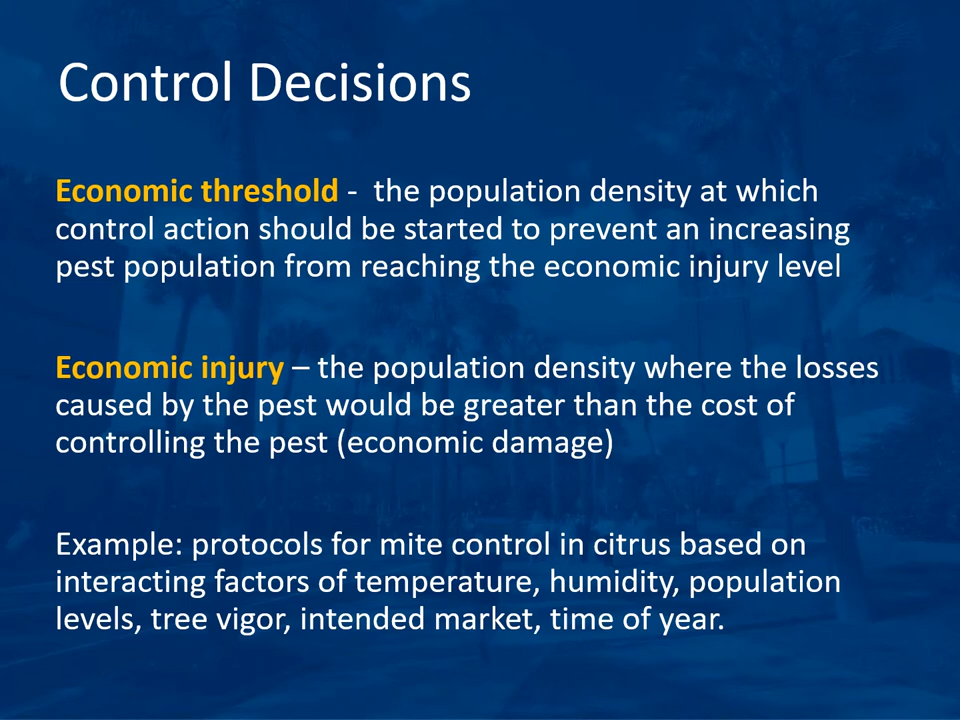 Control Decisions
Economic threshold -  the population density at which
control action should be started to prevent an increasing
pest population from reaching the economic injury level
Economic injury – the population density where the losses
caused by the pest would be greater than the cost of
controlling the pest (economic damage)
Example: protocols for mite control in citrus based on
interacting factors of temperature, humidity, population
levels, tree vigor, intended market, time of year.